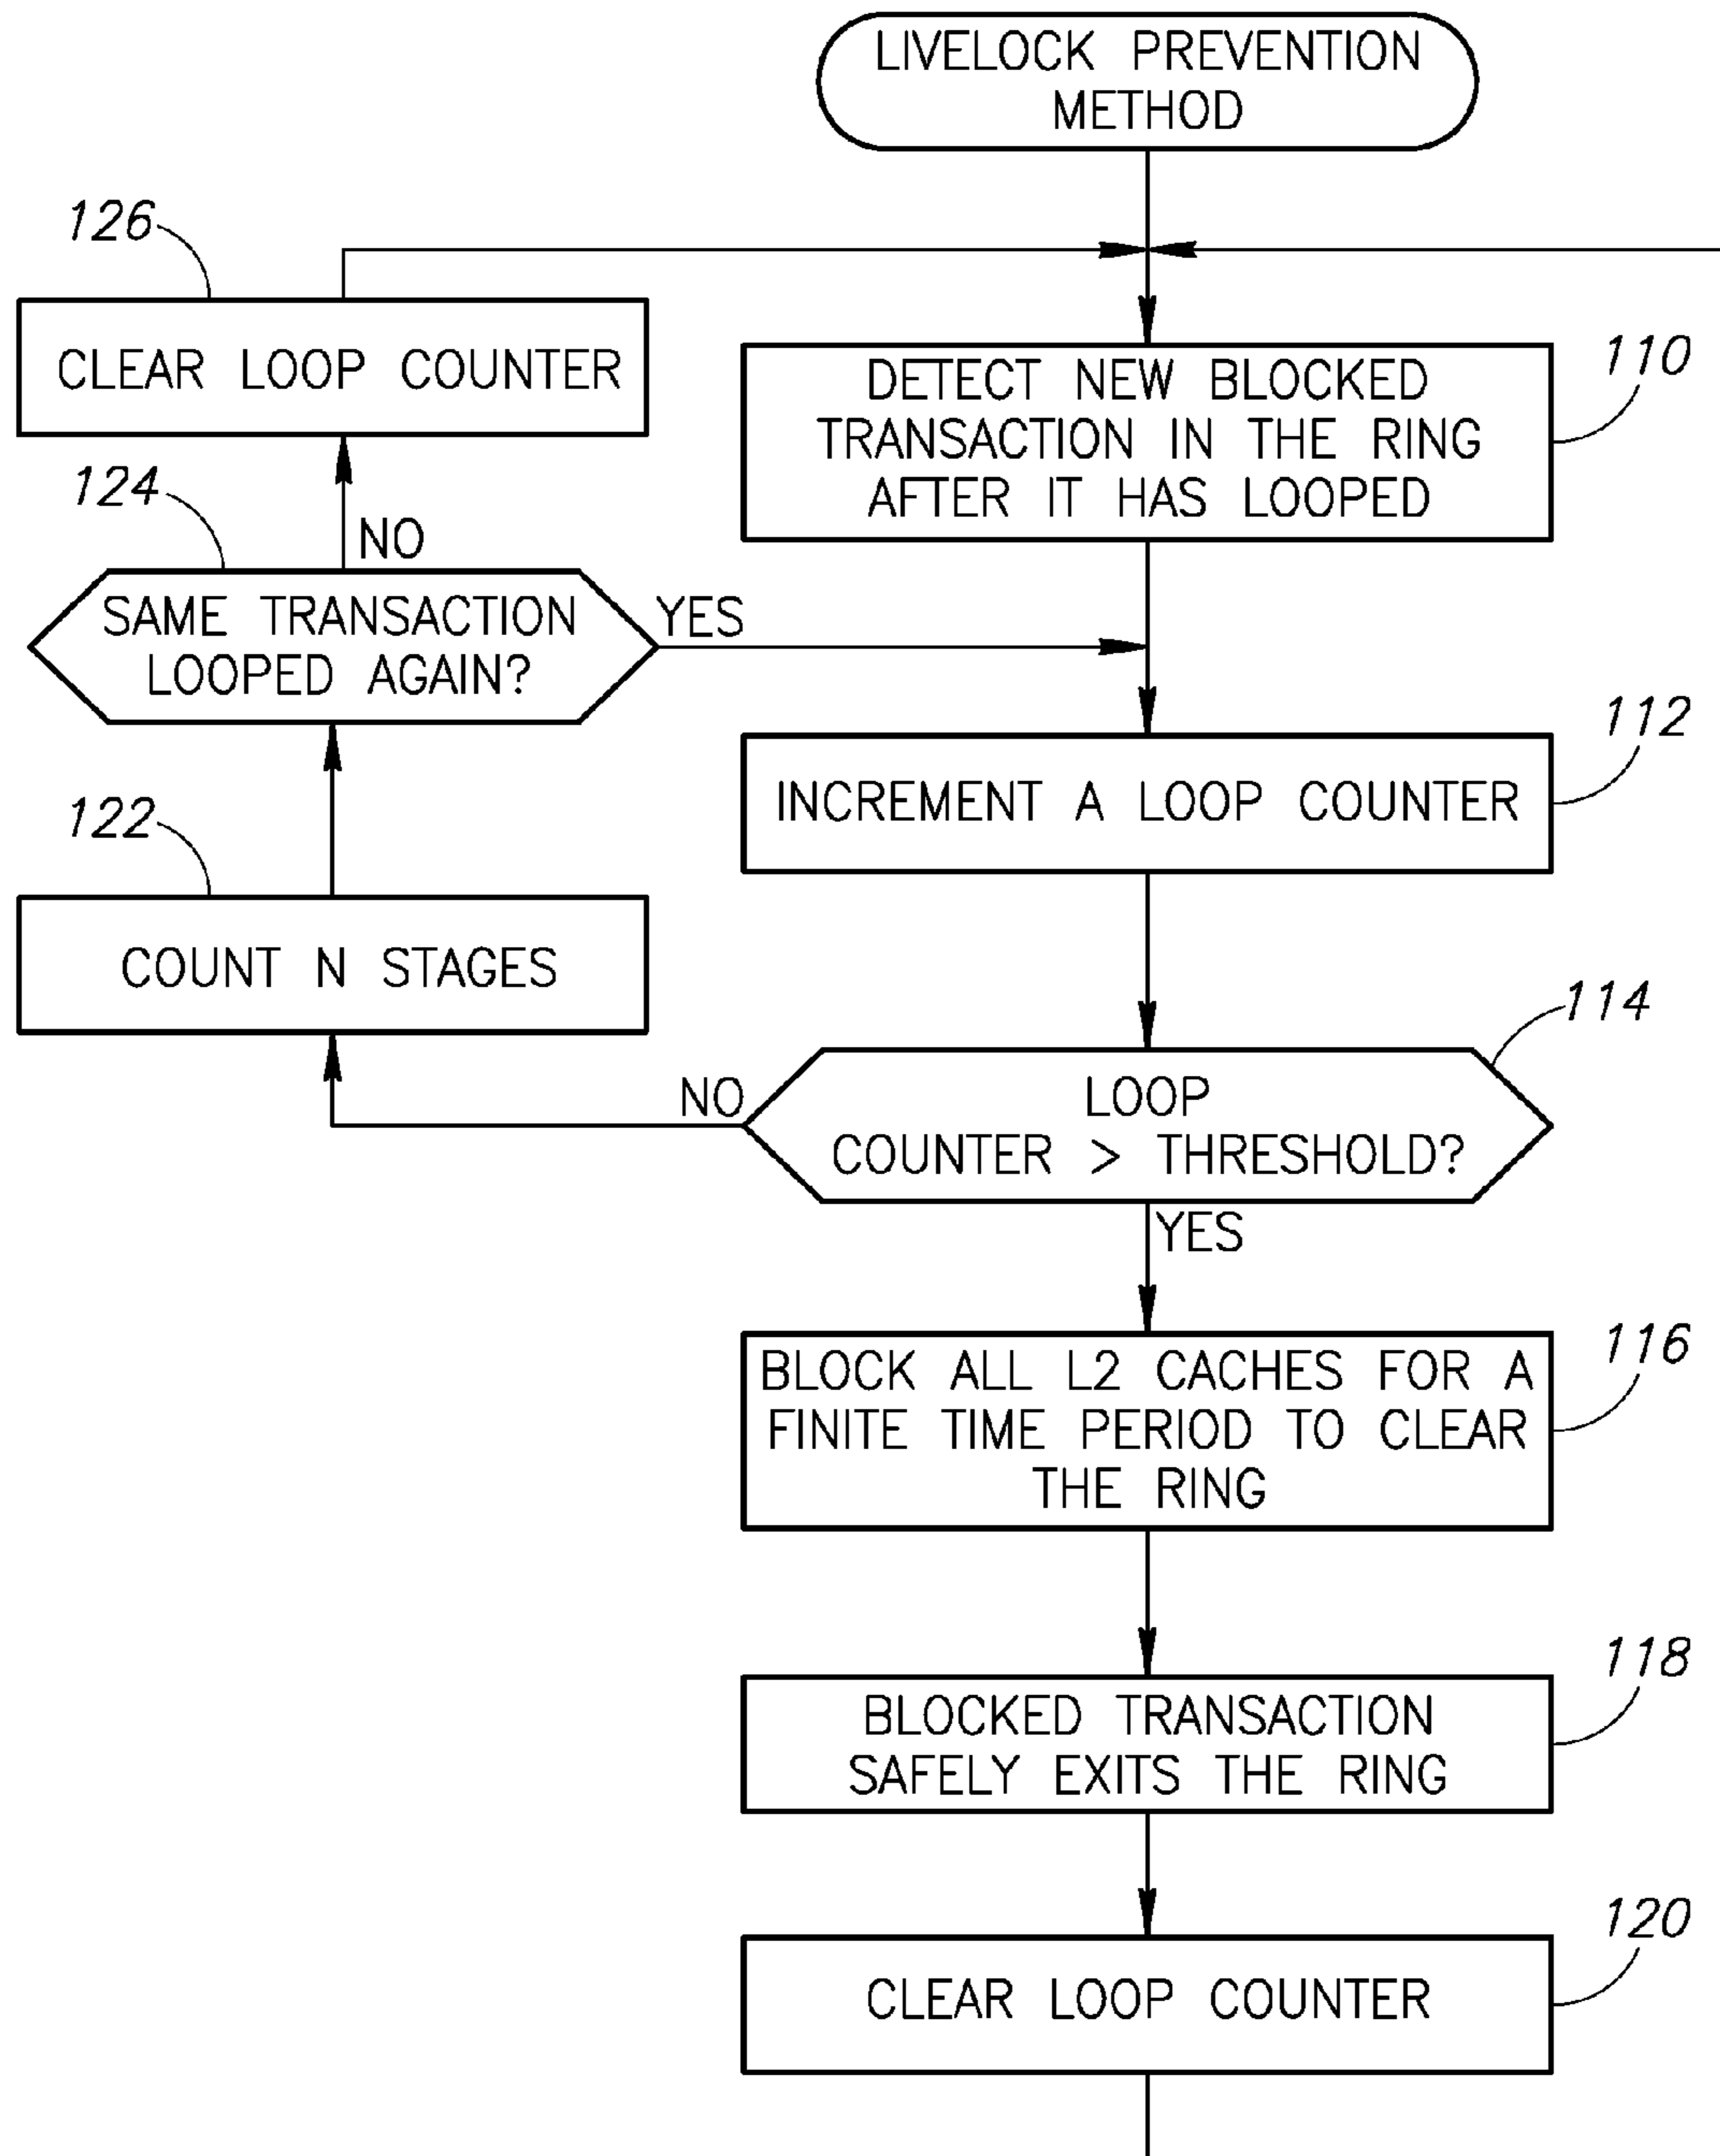 LIVELOCK PREVENTION
METHOD
126
CLEAR LOOP COUNTER
110
DETECT NEW BLOCKED
TRANSACTION IN THE RING
AFTER IT HAS LOOPED
124
NO
SAME TRANSACTION
LOOPED AGAIN?
YES
112
INCREMENT A LOOP COUNTER
122
COUNT N STAGES
114
NO
LOOP
COUNTER > THRESHOLD?
YES
116
BLOCK ALL L2 CACHES FOR A
FINITE TIME PERIOD TO CLEAR
THE RING
118
BLOCKED TRANSACTION
SAFELY EXITS THE RING
120
CLEAR LOOP COUNTER